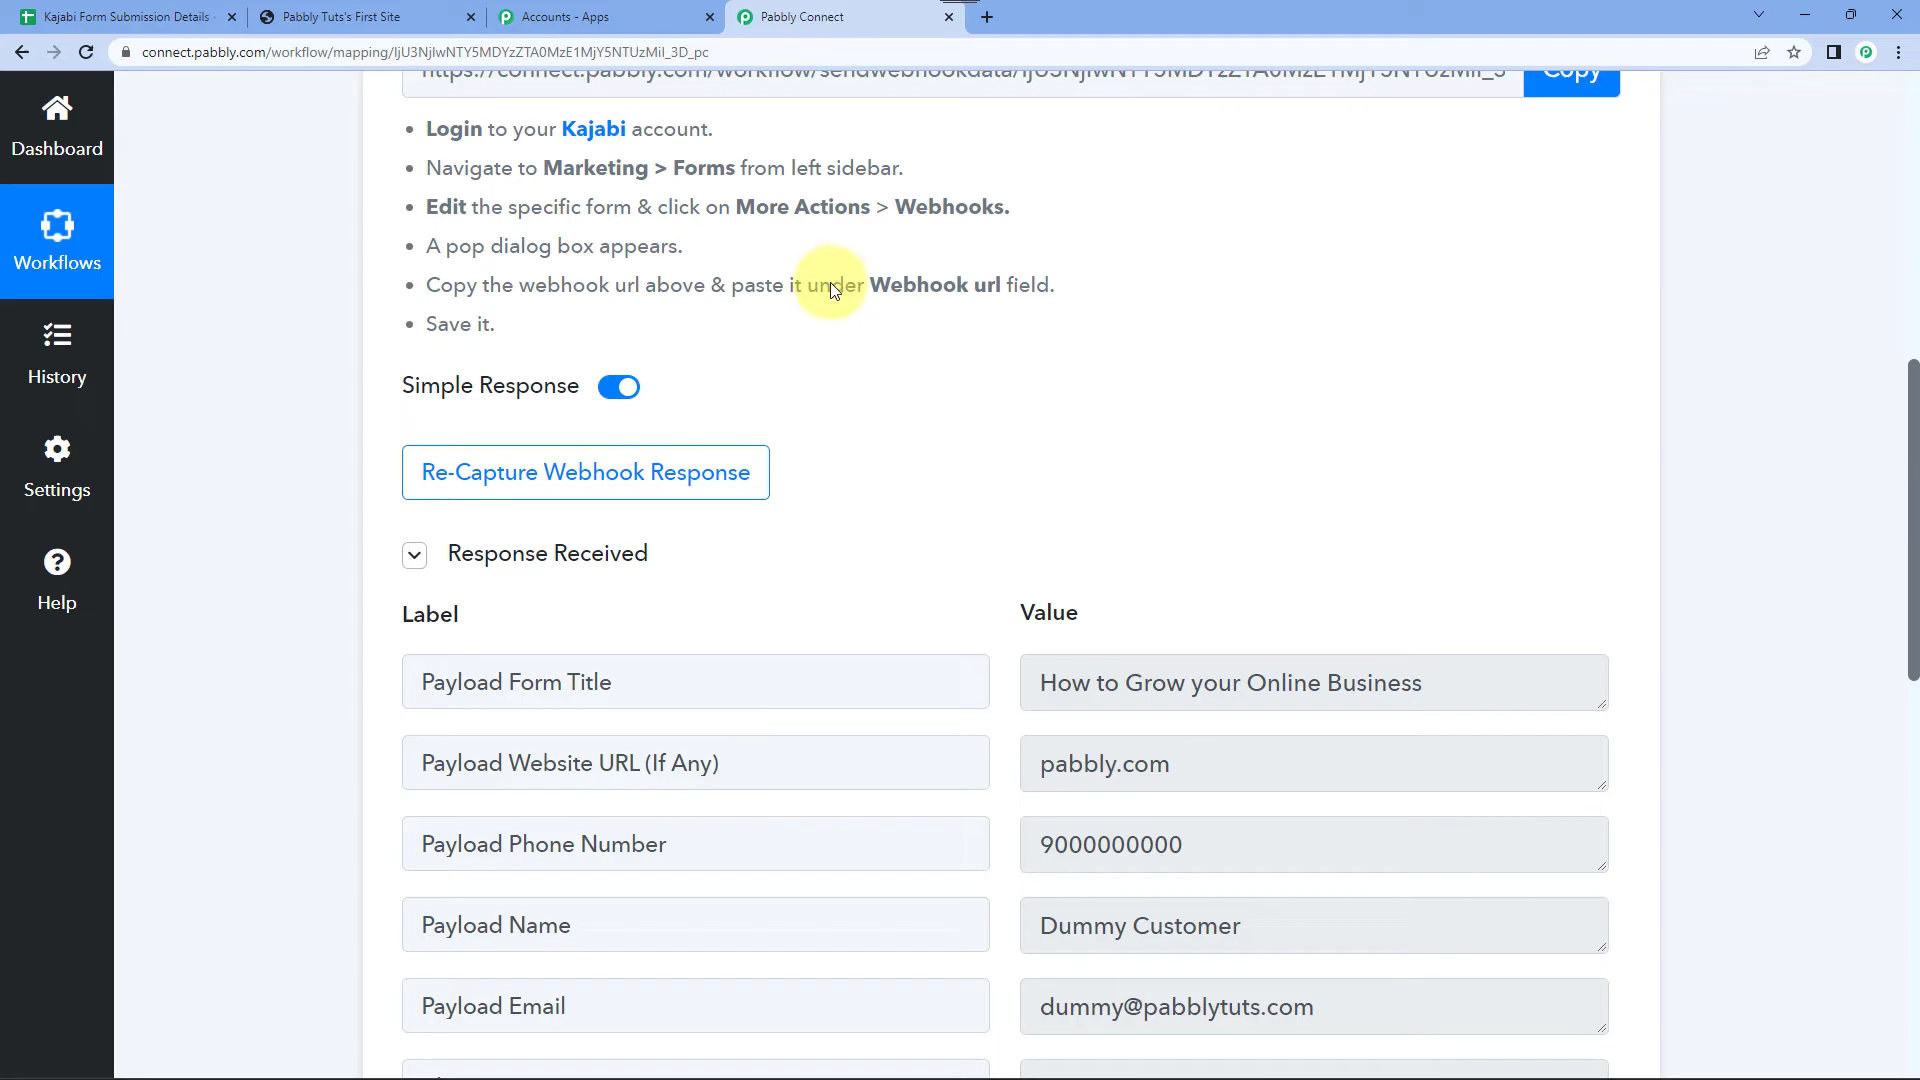 Kajabi Form Submission Details
Pabbly Tuts's First Site
Accounts - Apps
Pabbly Connect
connect.pabbly.com/workflow/mapping/IjU3NjIwNTY5MDYzZTA0MzE1MjY5NTUzMiI_3D_pc
Copy
Dashboard
Workflows
History
Settings
Help
Login to your Kajabi account.
Navigate to Marketing > Forms from left sidebar.
Edit the specific form & click on More Actions > Webhooks.
A pop dialog box appears.
Copy the webhook url above & paste it under Webhook url field.
Save it.
Simple Response
Re-Capture Webhook Response
Response Received
Label
Value
Payload Form Title
How to Grow your Online Business
Payload Website URL (If Any)
pabbly.com
Payload Phone Number
9000000000
Payload Name
Dummy Customer
Payload Email
dummy@pabblytuts.com